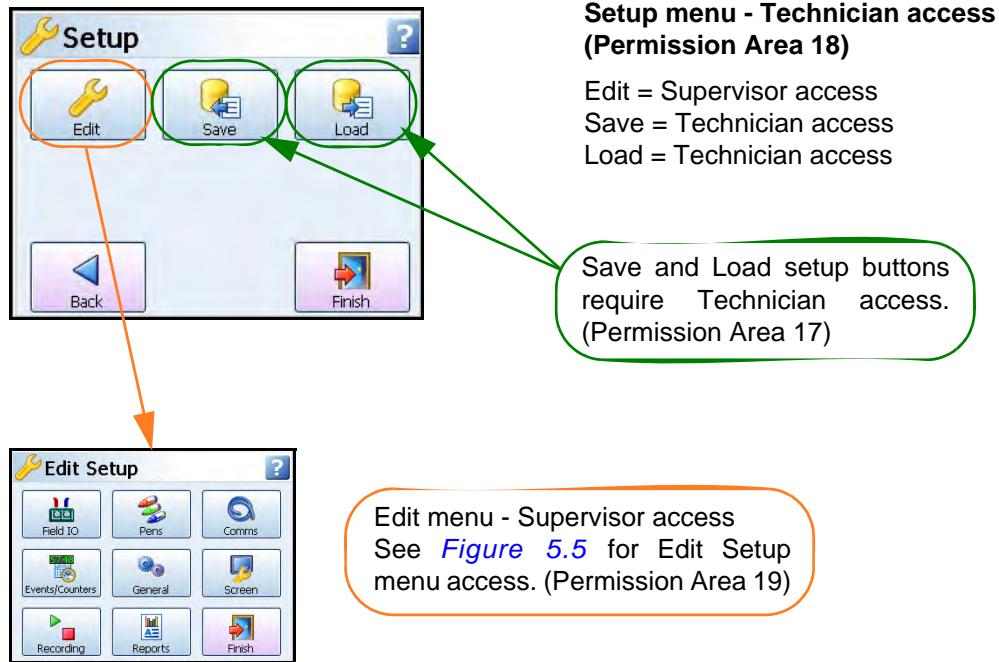 Setup
?
Edit
Save
Load
Back
Finish
Setup menu - Technician access
(Permission Area 18)
Edit = Supervisor access
Save = Technician access
Load = Technician access
Save and Load setup buttons
require Technician access.
(Permission Area 17)
Edit Setup
?
Field IO
Pens
Comms
Events/Counters
General
Screen
Recording
Reports
Finish
Edit menu - Supervisor access
See Figure 5.5 for Edit Setup
menu access. (Permission Area 19)